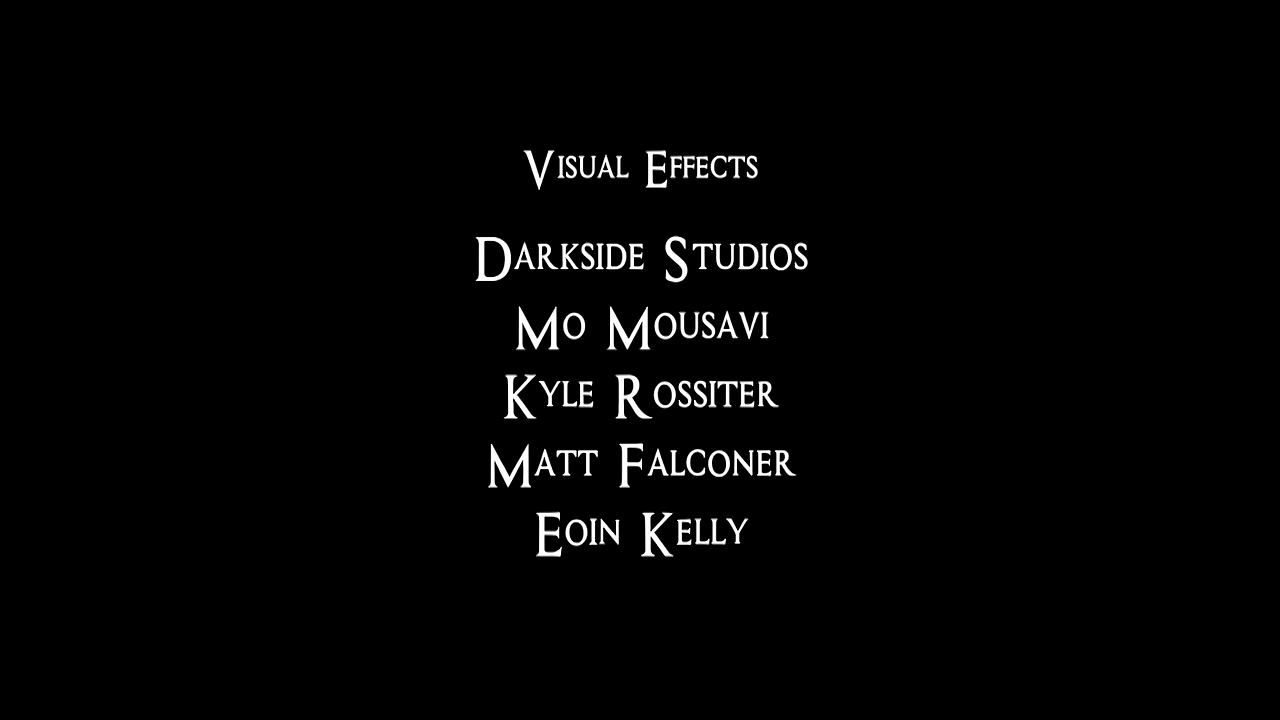 Visual Effects
Darkside Studios
Mo Mousavi
Kyle Rossiter
Matt Falconer
Eoin Kelly